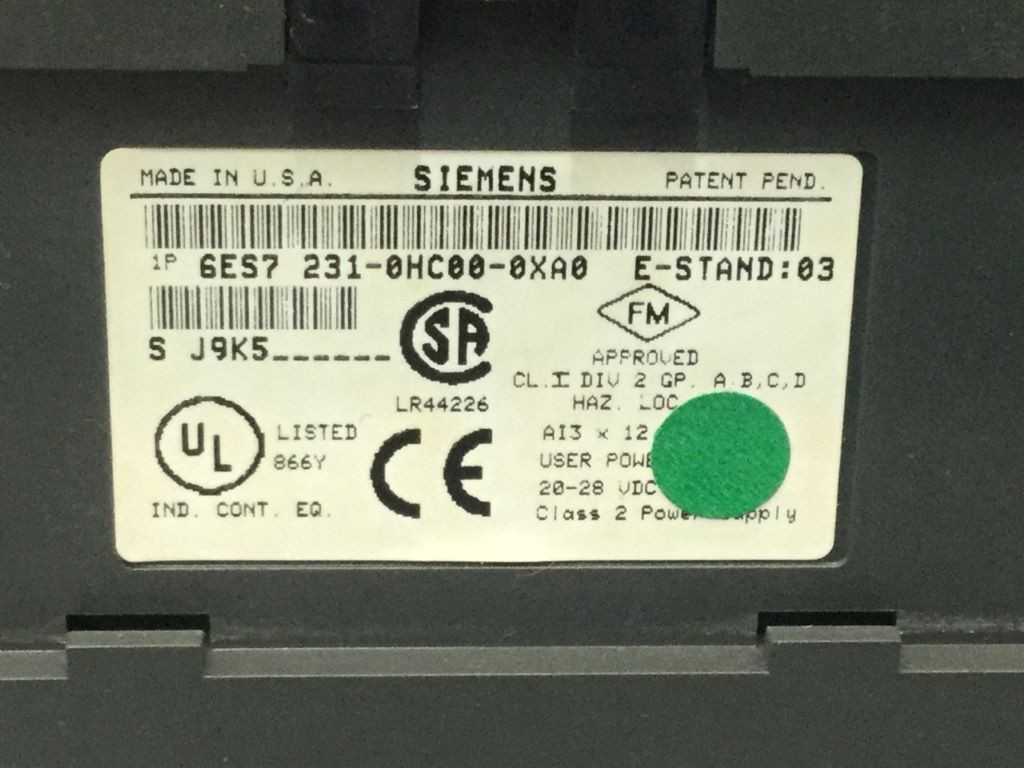 MADE IN U.S.A. SIEMENS PATENT PEND.
1P 6ES7 231-0HC00-0XA0 E-STAND:03
S J9K5______
SA
LR44226
FM
APPROVED
CL.I DIV 2 GP. A,B,C,D
HAZ. LOC
UL LISTED
866Y
IND. CONT. EQ.
CE
AI3 x 12
USER
20-28 VDC
Class 2 Power